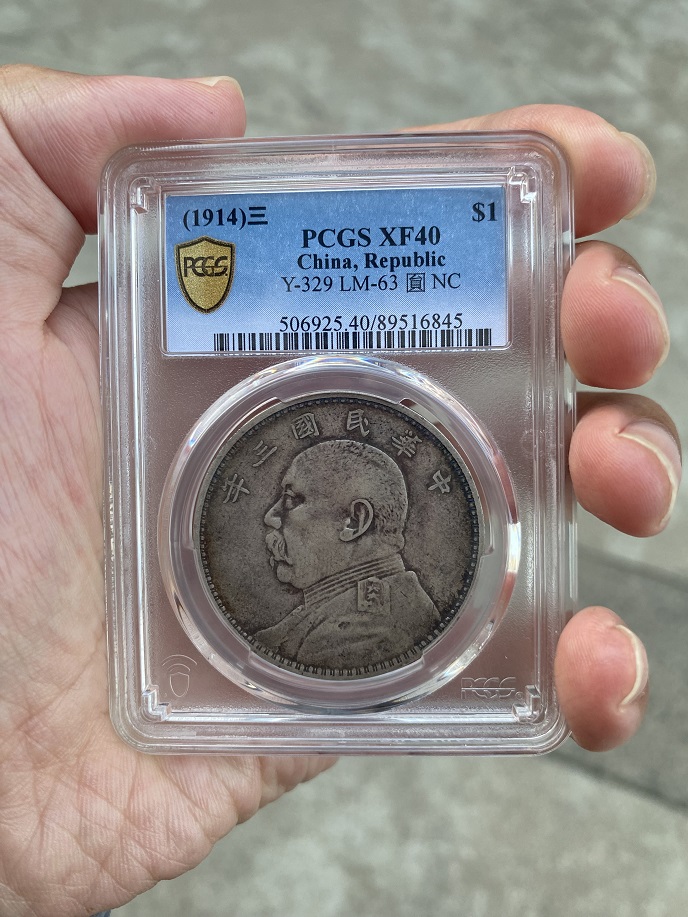 (1914)三 $1
PCGS XF40
China, Republic
Y-329 LM-63 圓 NC
506925.40/89516845
PCGS
中華民國三年
PCGS